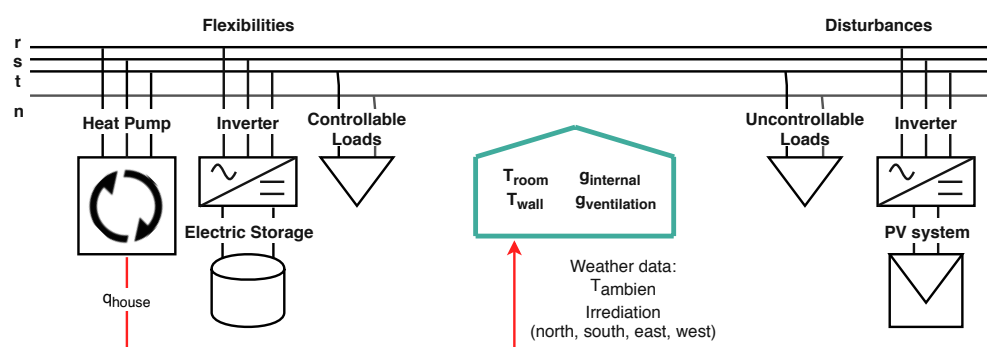 Flexibilities
Disturbances
r
s
t
n
Heat Pump
Inverter
Controllable
Loads
Uncontrollable
Loads
Inverter
Troom
ginternal
Twall
gventilation
Electric Storage
PV system
qhouse
Weather data:
Tambien
Irrediation
(north, south, east, west)